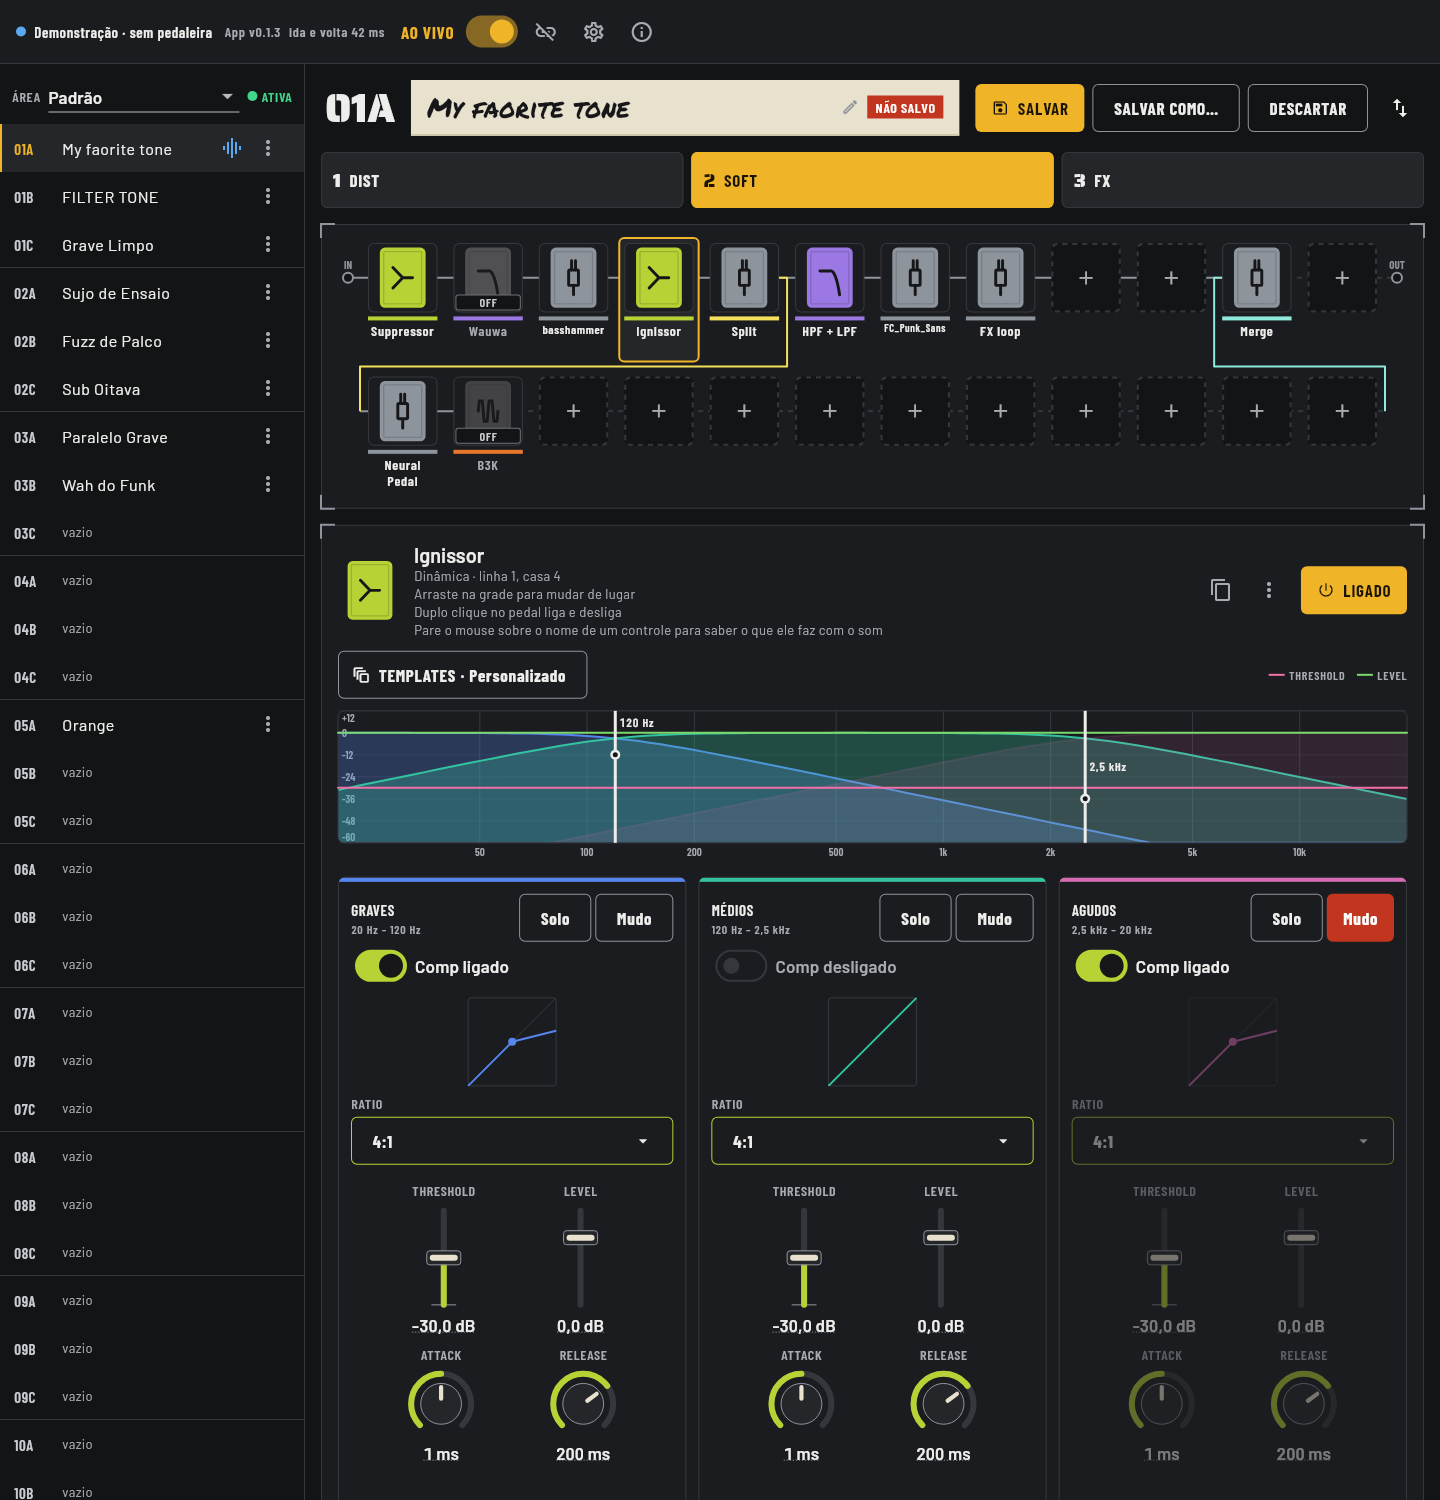 Demonstração · sem pedaleira App v0.1.3 Ida e volta 42 ms AO VIVO
ÁREA Padrão ATIVA
01A My faorite tone
01B FILTER TONE
01C Grave Limpo
02A Sujo de Ensaio
02B Fuzz de Palco
02C Sub Oitava
03A Paralelo Grave
03B Wah do Funk
03C vazio
04A vazio
04B vazio
04C vazio
05A Orange
05B vazio
05C vazio
06A vazio
06B vazio
06C vazio
07A vazio
07B vazio
07C vazio
08A vazio
08B vazio
08C vazio
09A vazio
09B vazio
09C vazio
10A vazio
10B vazio
01A My faorite tone NÃO SALVO SALVAR SALVAR COMO... DESCARTAR
1 DIST 2 SOFT 3 FX
IN OUT
OFF
Suppressor Wauwa basshammer Ignissor Split HPF + LPF FC_Punk_Sans FX loop Merge
OFF
Neural Pedal B3K
Ignissor
Dinâmica · linha 1, casa 4
Arraste na grade para mudar de lugar
Duplo clique no pedal liga e desliga
Pare o mouse sobre o nome de um controle para saber o que ele faz com o som
LIGADO
TEMPLATES · Personalizado THRESHOLD LEVEL
+12
0
-12
-24
-36
-48
-60
120 Hz
2,5 kHz
50 100 200 500 1k 2k 5k 10k
GRAVES Solo Mudo
20 Hz – 120 Hz
Comp ligado
RATIO
4:1
THRESHOLD LEVEL
-30,0 dB 0,0 dB
ATTACK RELEASE
1 ms 200 ms
MÉDIOS Solo Mudo
120 Hz – 2,5 kHz
Comp desligado
RATIO
4:1
THRESHOLD LEVEL
-30,0 dB 0,0 dB
ATTACK RELEASE
1 ms 200 ms
AGUDOS Solo Mudo
2,5 kHz – 20 kHz
Comp ligado
RATIO
4:1
THRESHOLD LEVEL
-30,0 dB 0,0 dB
ATTACK RELEASE
1 ms 200 ms